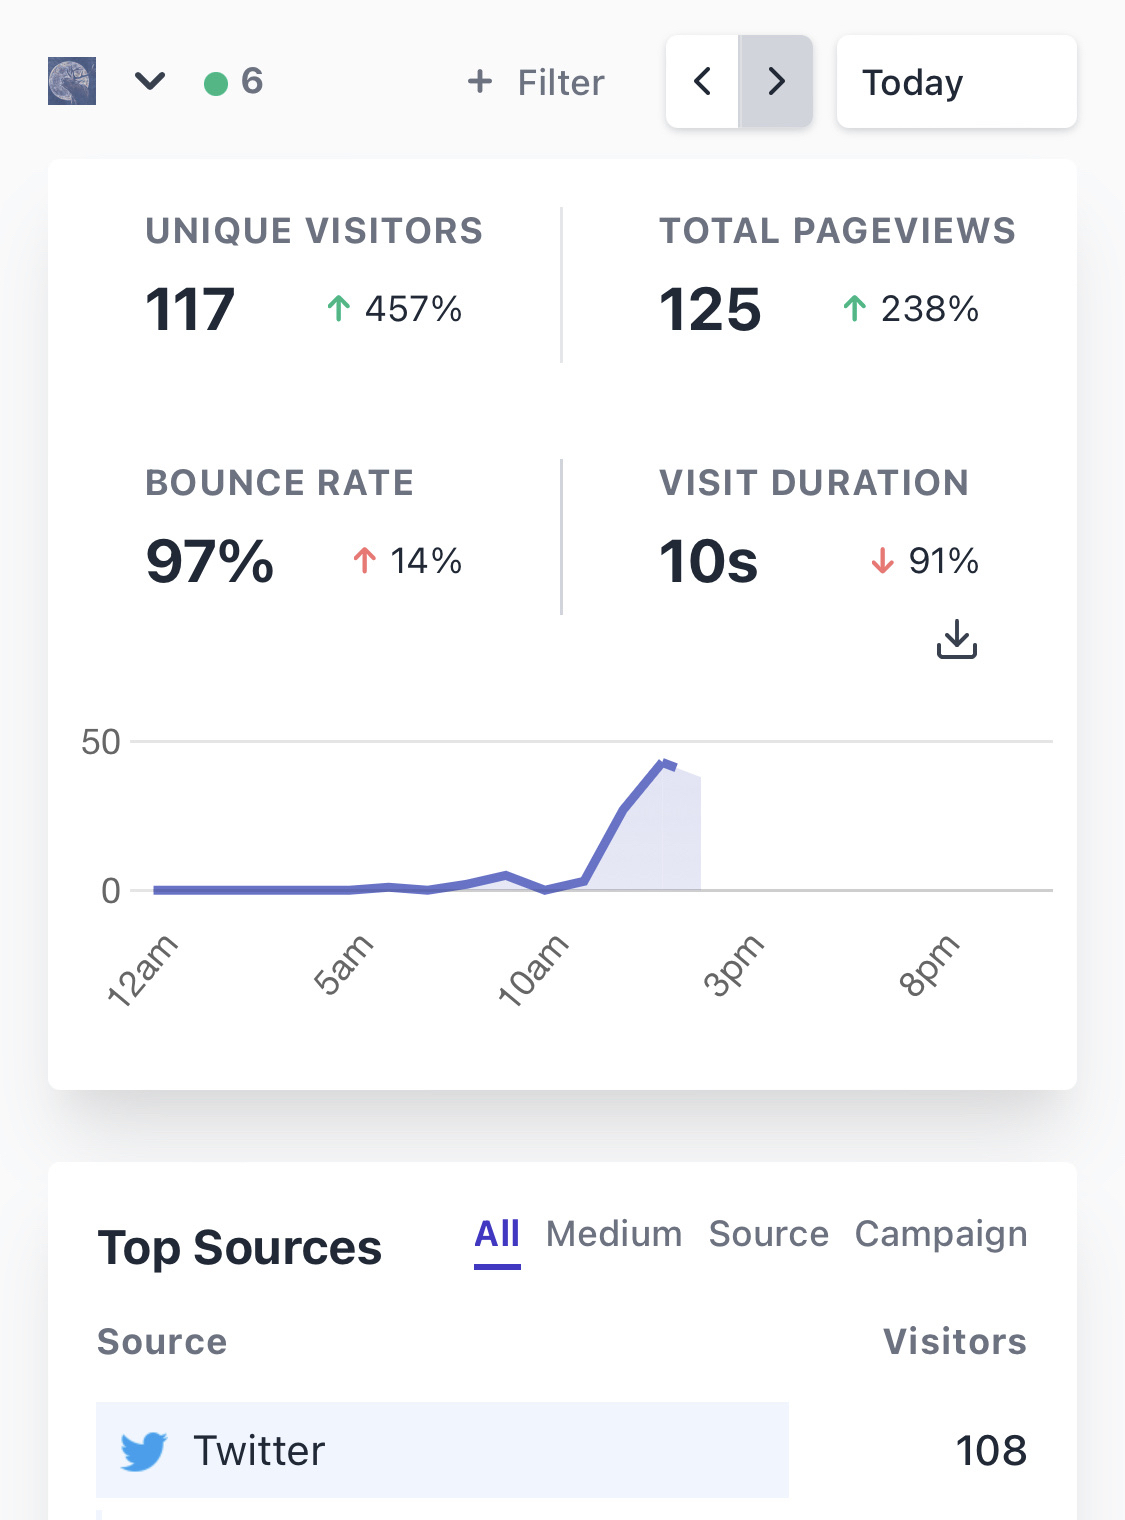 6
+ Filter
Today
UNIQUE VISITORS
117 ↑ 457%
TOTAL PAGEVIEWS
125 ↑ 238%
BOUNCE RATE
97% ↑ 14%
VISIT DURATION
10s ↓ 91%
50
0
12am
5am
10am
3pm
8pm
Top Sources
All Medium Source Campaign
Source Visitors
Twitter 108